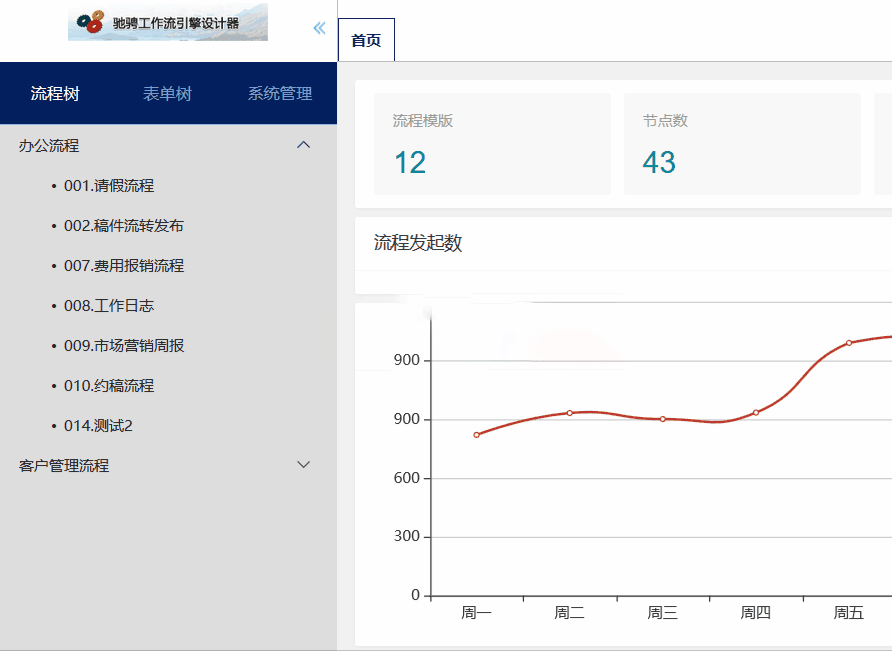 驰骋工作流引擎设计器
首页
流程树 表单树 系统管理
办公流程
001.请假流程
002.稿件流转发布
007.费用报销流程
008.工作日志
009.市场营销周报
010.约稿流程
014.测试2
客户管理流程
流程模版
12
节点数
43
流程发起数
900
900
600
300
0
周一 周二 周三 周四 周五